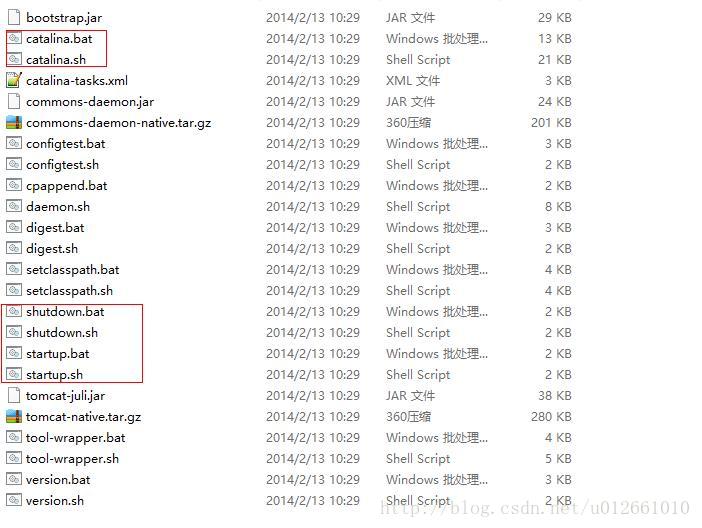 bootstrap.jar 2014/2/13 10:29 JAR 文件 29 KB
catalina.bat 2014/2/13 10:29 Windows 批处理... 13 KB
catalina.sh 2014/2/13 10:29 Shell Script 21 KB
catalina-tasks.xml 2014/2/13 10:29 XML 文件 3 KB
commons-daemon.jar 2014/2/13 10:29 JAR 文件 24 KB
commons-daemon-native.tar.gz 2014/2/13 10:29 360压缩 201 KB
configtest.bat 2014/2/13 10:29 Windows 批处理... 3 KB
configtest.sh 2014/2/13 10:29 Shell Script 2 KB
cpappend.bat 2014/2/13 10:29 Windows 批处理... 2 KB
daemon.sh 2014/2/13 10:29 Shell Script 8 KB
digest.bat 2014/2/13 10:29 Windows 批处理... 3 KB
digest.sh 2014/2/13 10:29 Shell Script 2 KB
setclasspath.bat 2014/2/13 10:29 Windows 批处理... 4 KB
setclasspath.sh 2014/2/13 10:29 Shell Script 4 KB
shutdown.bat 2014/2/13 10:29 Windows 批处理... 2 KB
shutdown.sh 2014/2/13 10:29 Shell Script 2 KB
startup.bat 2014/2/13 10:29 Windows 批处理... 2 KB
startup.sh 2014/2/13 10:29 Shell Script 2 KB
tomcat-juli.jar 2014/2/13 10:29 JAR 文件 38 KB
tomcat-native.tar.gz 2014/2/13 10:29 360压缩 280 KB
tool-wrapper.bat 2014/2/13 10:29 Windows 批处理... 4 KB
tool-wrapper.sh 2014/2/13 10:29 Shell Script 5 KB
version.bat 2014/2/13 10:29 Windows 批处理... 3 KB
version.sh 2014/2/13 10:29 Shell Script 2 KB
http://blog.csdn.net/u012661010